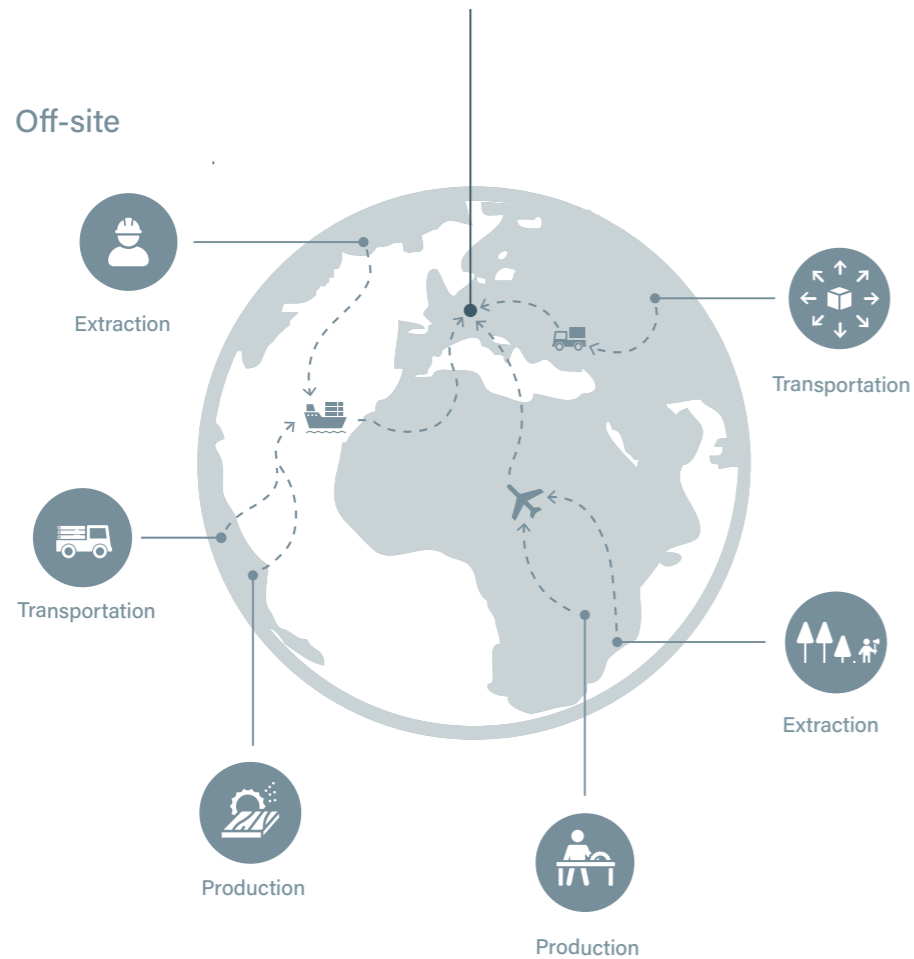 Off-site
Extraction
Transportation
Transportation
Extraction
Production
Production